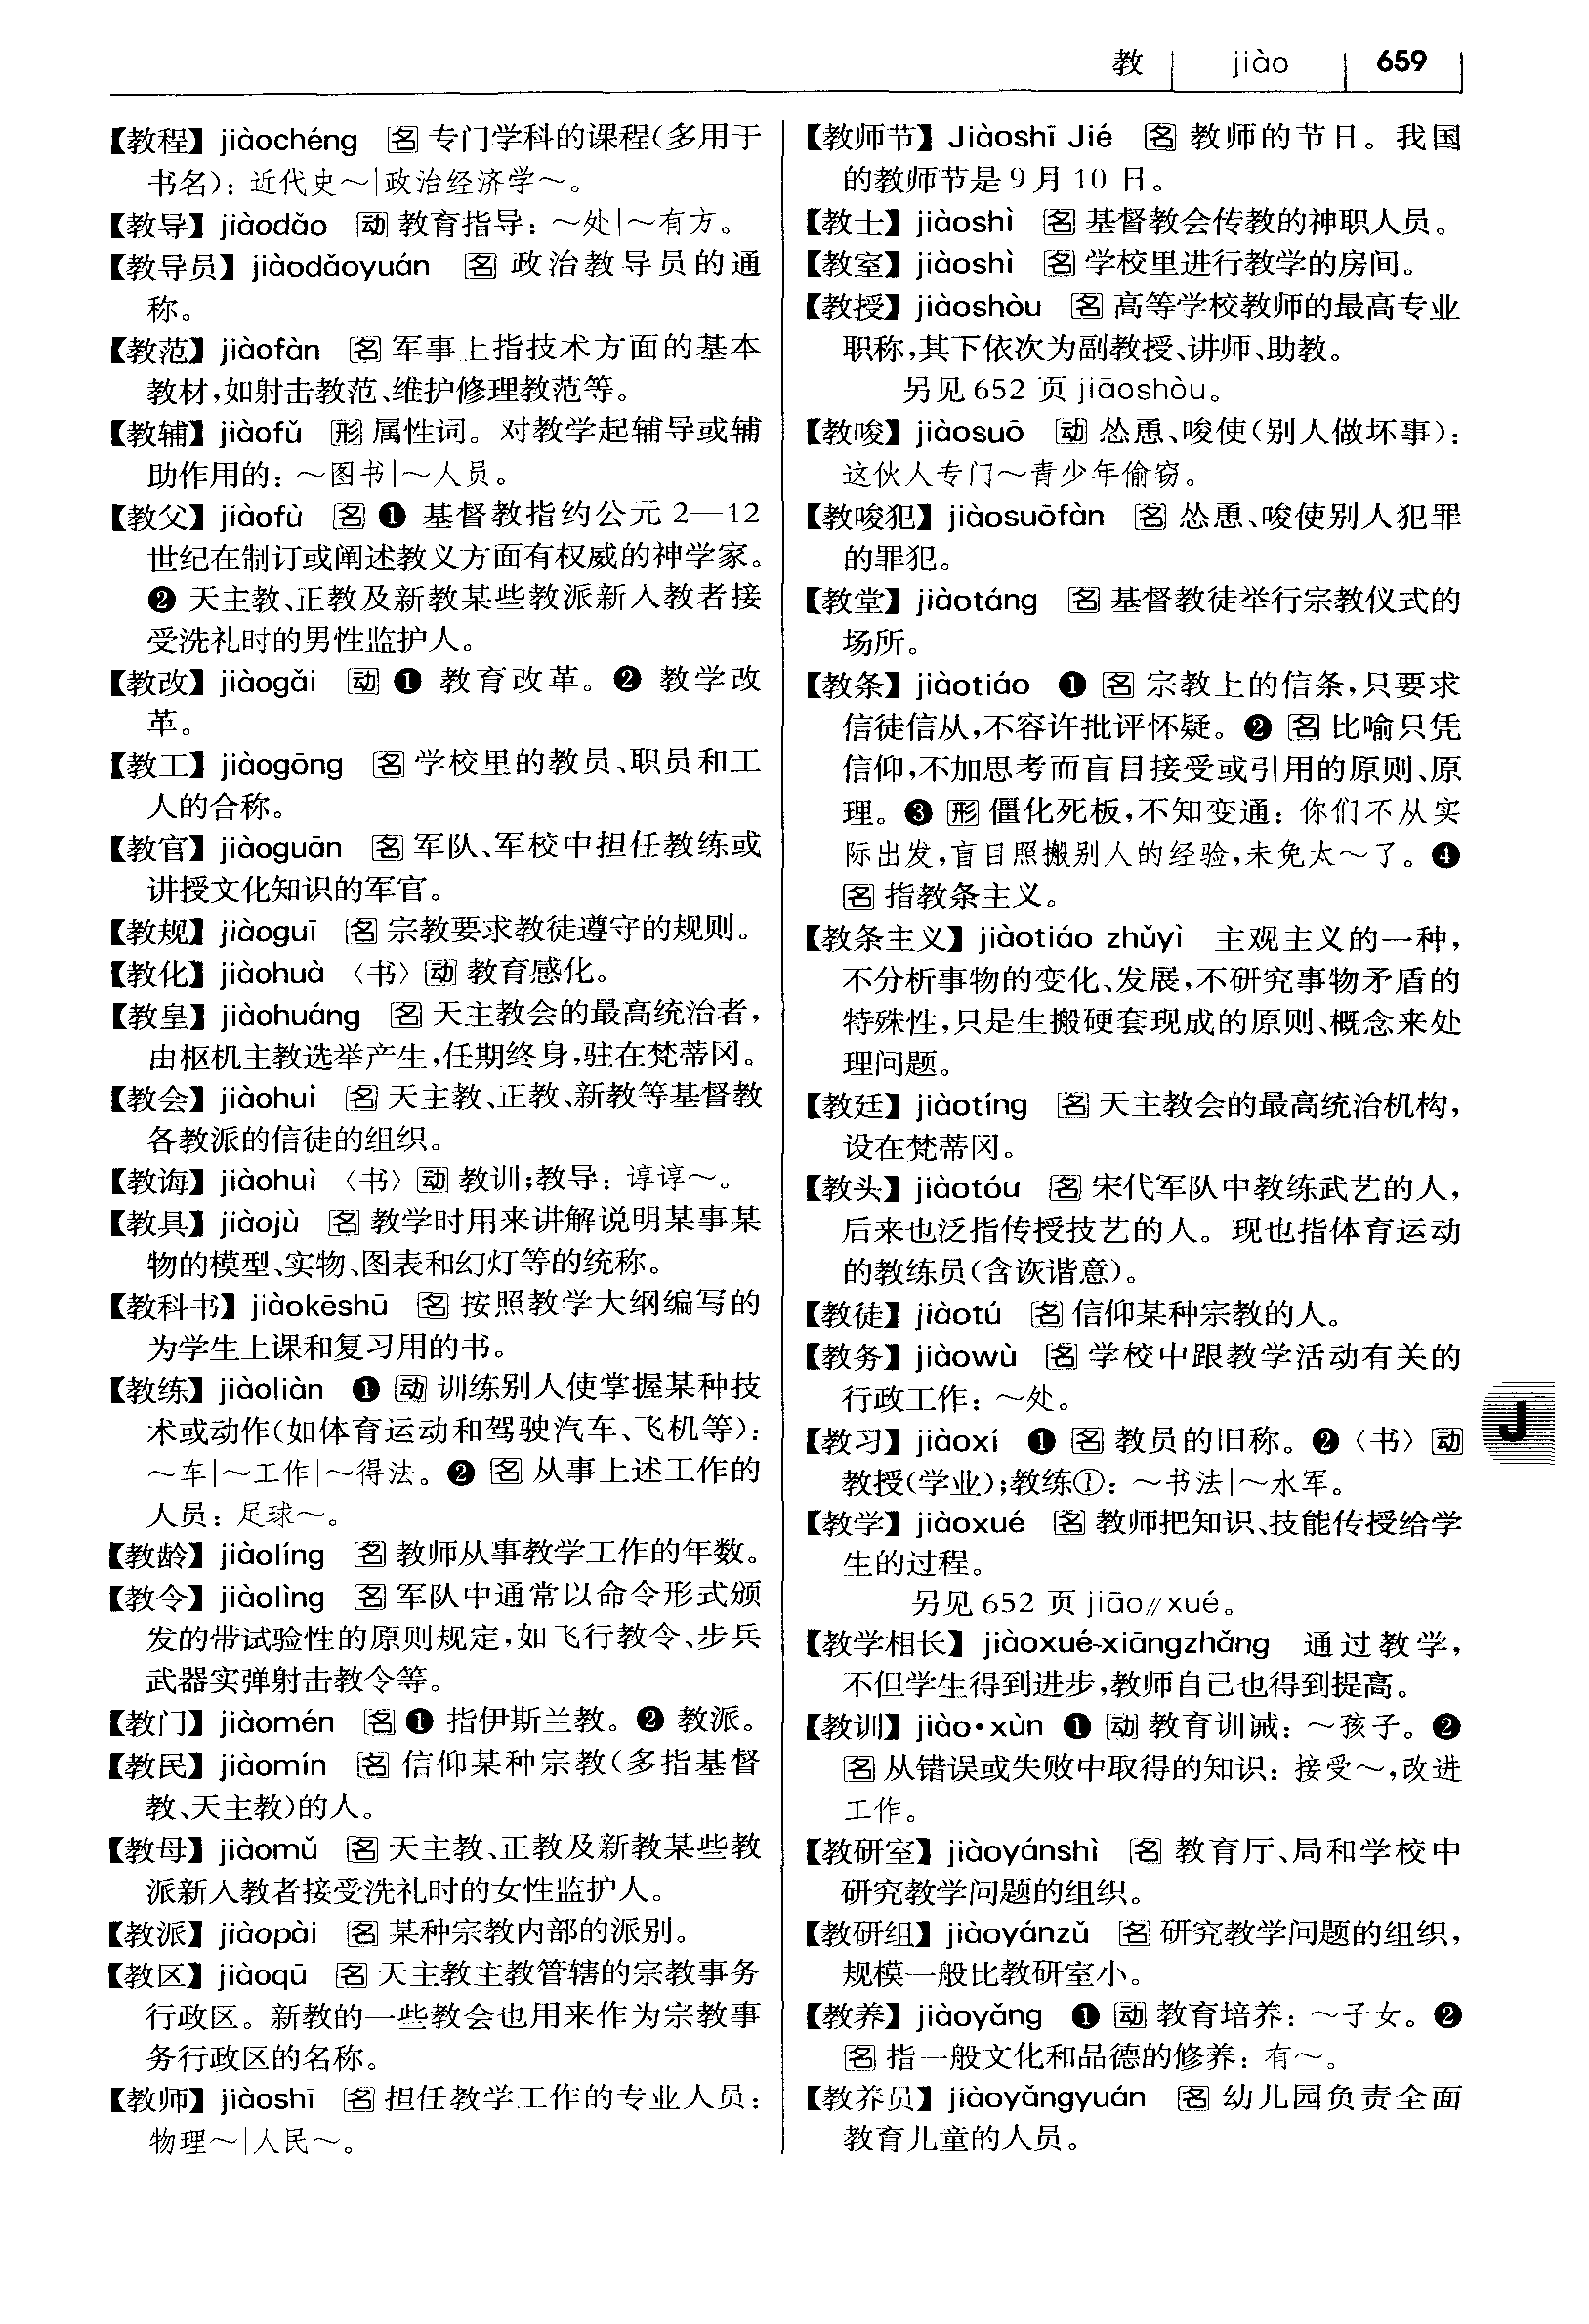 教 jiào 659
【教程】 jiàochéng 名 专门学科的课程(多用于
书名)：近代史～|政治经济学～。
【教导】 jiàodǎo 动 教育指导：～处|～有方。
【教导员】 jiàodǎoyuán 名 政治教导员的通
称。
【教范】 jiàofàn 名 军事上指技术方面的基本
教材,如射击教范、维护修理教范等。
【教辅】 jiàofǔ 形 属性词。对教学起辅导或辅
助作用的：～图书|～人员。
【教父】 jiàofù 名 ❶ 基督教指约公元 2—12
世纪在制订或阐述教义方面有权威的神学家。
❷ 天主教、正教及新教某些教派新入教者接
受洗礼时的男性监护人。
【教改】 jiàogǎi 动 ❶ 教育改革。❷ 教学改
革。
【教工】 jiàogōng 名 学校里的教员、职员和工
人的合称。
【教官】 jiàoguān 名 军队、军校中担任教练或
讲授文化知识的军官。
【教规】 jiàoguī 名 宗教要求教徒遵守的规则。
【教化】 jiàohuà 〈书〉动 教育感化。
【教皇】 jiàohuáng 名 天主教会的最高统治者,
由枢机主教选举产生,任期终身,驻在梵蒂冈。
【教会】 jiàohuì 名 天主教、正教、新教等基督教
各教派的信徒的组织。
【教诲】 jiàohuì 〈书〉动 教训;教导：谆谆～。
【教具】 jiàojù 名 教学时用来讲解说明某事某
物的模型、实物、图表和幻灯等的统称。
【教科书】 jiàokēshū 名 按照教学大纲编写的
为学生上课和复习用的书。
【教练】 jiàoliàn ❶ 动 训练别人使掌握某种技
术或动作(如体育运动和驾驶汽车、飞机等)：
～车|～工作|～得法。❷ 名 从事上述工作的
人员：足球～。
【教龄】 jiàolíng 名 教师从事教学工作的年数。
【教令】 jiàolìng 名 军队中通常以命令形式颁
发的带试验性的原则规定,如飞行教令、步兵
武器实弹射击教令等。
【教门】 jiàomén 名 ❶ 指伊斯兰教。❷ 教派。
【教民】 jiàomín 名 信仰某种宗教(多指基督
教、天主教)的人。
【教母】 jiàomǔ 名 天主教、正教及新教某些教
派新入教者接受洗礼时的女性监护人。
【教派】 jiàopài 名 某种宗教内部的派别。
【教区】 jiàoqū 名 天主教主教管辖的宗教事务
行政区。新教的一些教会也用来作为宗教事
务行政区的名称。
【教师】 jiàoshī 名 担任教学工作的专业人员：
物理～|人民～。
【教师节】 Jiàoshī Jié 名 教师的节日。我国
的教师节是 9 月 10 日。
【教士】 jiàoshì 名 基督教会传教的神职人员。
【教室】 jiàoshì 名 学校里进行教学的房间。
【教授】 jiàoshòu 名 高等学校教师的最高专业
职称,其下依次为副教授、讲师、助教。
另见 652 页 jiāoshòu。
【教唆】 jiàosuō 动 怂恿、唆使(别人做坏事)：
这伙人专门～青少年偷窃。
【教唆犯】 jiàosuōfàn 名 怂恿、唆使别人犯罪
的罪犯。
【教堂】 jiàotáng 名 基督教徒举行宗教仪式的
场所。
【教条】 jiàotiáo ❶ 名 宗教上的信条,只要求
信徒信从,不容许批评怀疑。❷ 名 比喻只凭
信仰,不加思考而盲目接受或引用的原则、原
理。❸ 形 僵化死板,不知变通：你们不从实
际出发,盲目照搬别人的经验,未免太～了。❹
名 指教条主义。
【教条主义】 jiàotiáo zhǔyì 主观主义的一种,
不分析事物的变化、发展,不研究事物矛盾的
特殊性,只是生搬硬套现成的原则、概念来处
理问题。
【教廷】 jiàotíng 名 天主教会的最高统治机构,
设在梵蒂冈。
【教头】 jiàotóu 名 宋代军队中教练武艺的人,
后来也泛指传授技艺的人。现也指体育运动
的教练员(含诙谐意)。
【教徒】 jiàotú 名 信仰某种宗教的人。
【教务】 jiàowù 名 学校中跟教学活动有关的
行政工作：～处。
【教习】 jiàoxí ❶ 名 教员的旧称。❷〈书〉动
教授(学业);教练①：～书法|～水军。
【教学】 jiàoxué 名 教师把知识、技能传授给学
生的过程。
另见 652 页 jiāo∥xué。
【教学相长】 jiàoxué-xiāngzhǎng 通过教学,
不但学生得到进步,教师自己也得到提高。
【教训】 jiào•xùn ❶ 动 教育训诫：～孩子。❷
名 从错误或失败中取得的知识：接受～,改进
工作。
【教研室】 jiàoyánshì 名 教育厅、局和学校中
研究教学问题的组织。
【教研组】 jiàoyánzǔ 名 研究教学问题的组织,
规模一般比教研室小。
【教养】 jiàoyǎng ❶ 动 教育培养：～子女。❷
名 指一般文化和品德的修养：有～。
【教养员】 jiàoyǎngyuán 名 幼儿园负责全面
教育儿童的人员。
J